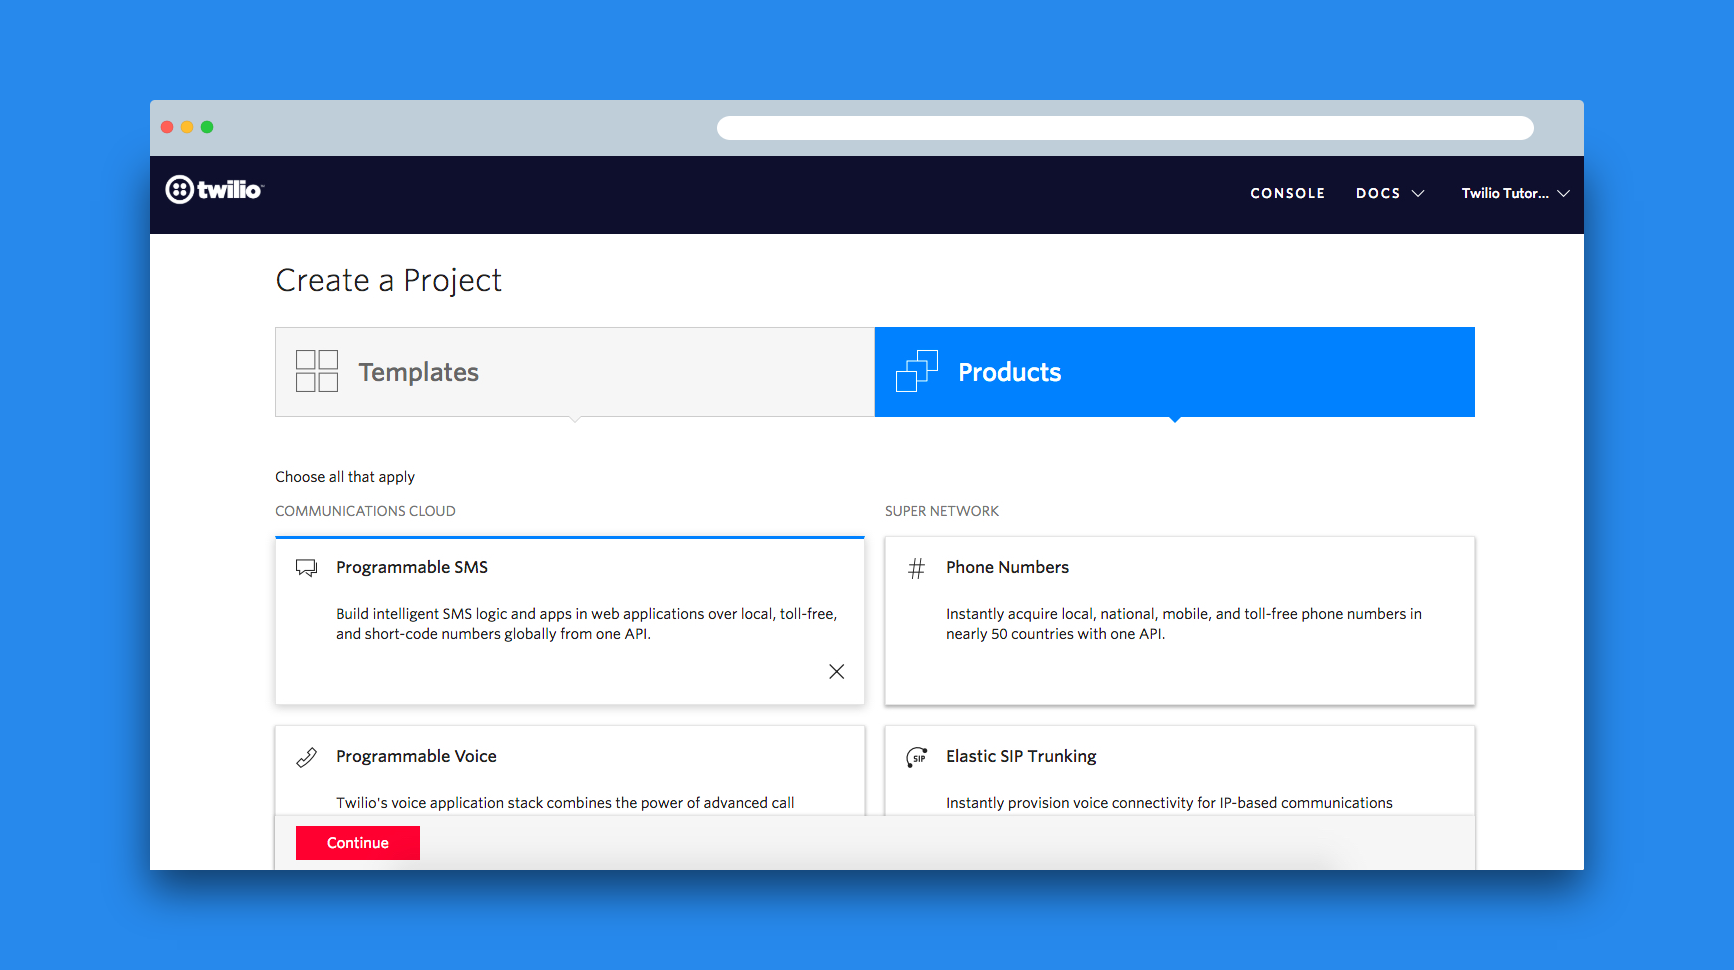 twilio
CONSOLE
DOCS
Twilio Tutor...
Create a Project
Templates
Products
Choose all that apply
COMMUNICATIONS CLOUD
SUPER NETWORK
Programmable SMS
Build intelligent SMS logic and apps in web applications over local, toll-free,
and short-code numbers globally from one API.
# Phone Numbers
Instantly acquire local, national, mobile, and toll-free phone numbers in
nearly 50 countries with one API.
Programmable Voice
Twilio's voice application stack combines the power of advanced call
SIP
Elastic SIP Trunking
Instantly provision voice connectivity for IP-based communications
Continue